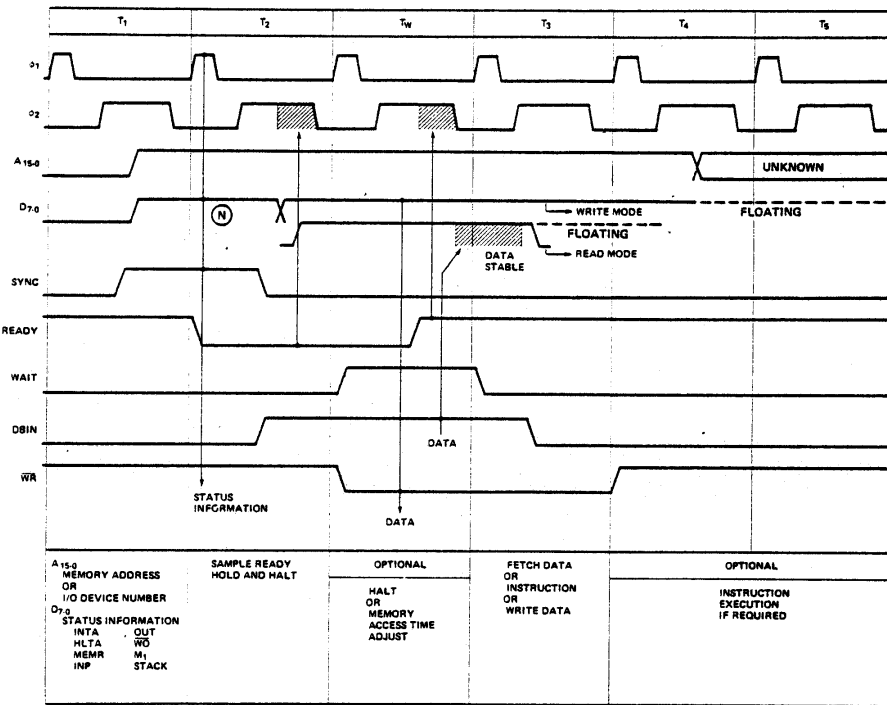 T1 T2 TW T3 T4 T5
ø1
ø2
A15-0
UNKNOWN
D7-0
N
WRITE MODE
FLOATING
FLOATING
DATA
STABLE
READ MODE
SYNC
READY
WAIT
DBIN
DATA
WR
STATUS
INFORMATION
DATA
A15-0
MEMORY ADDRESS
OR
I/O DEVICE NUMBER
D7-0
STATUS INFORMATION
INTA OUT
HLTA WO
MEMR M1
INP STACK
SAMPLE READY
HOLD AND HALT
OPTIONAL
HALT
OR
MEMORY
ACCESS TIME
ADJUST
FETCH DATA
OR
INSTRUCTION
OR
WRITE DATA
OPTIONAL
INSTRUCTION
EXECUTION
IF REQUIRED